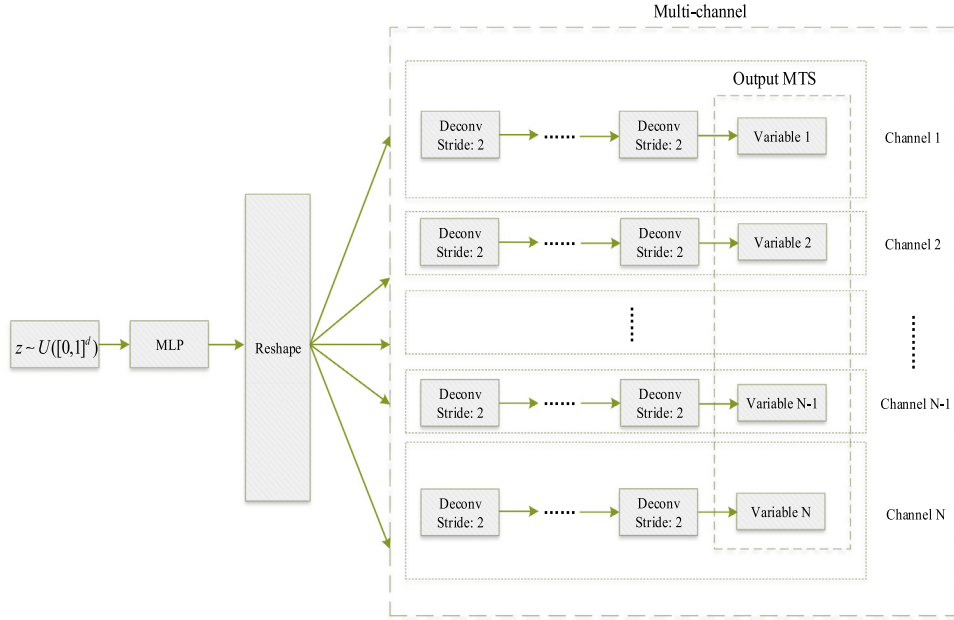 Multi-channel
Output MTS
Deconv
Stride: 2
......
Deconv
Stride: 2
Variable 1
Channel 1
Deconv
Stride: 2
......
Deconv
Stride: 2
Variable 2
Channel 2
z ~ U([0,1]^d)
MLP
Reshape
Deconv
Stride: 2
......
Deconv
Stride: 2
Variable N-1
Channel N-1
Deconv
Stride: 2
......
Deconv
Stride: 2
Variable N
Channel N